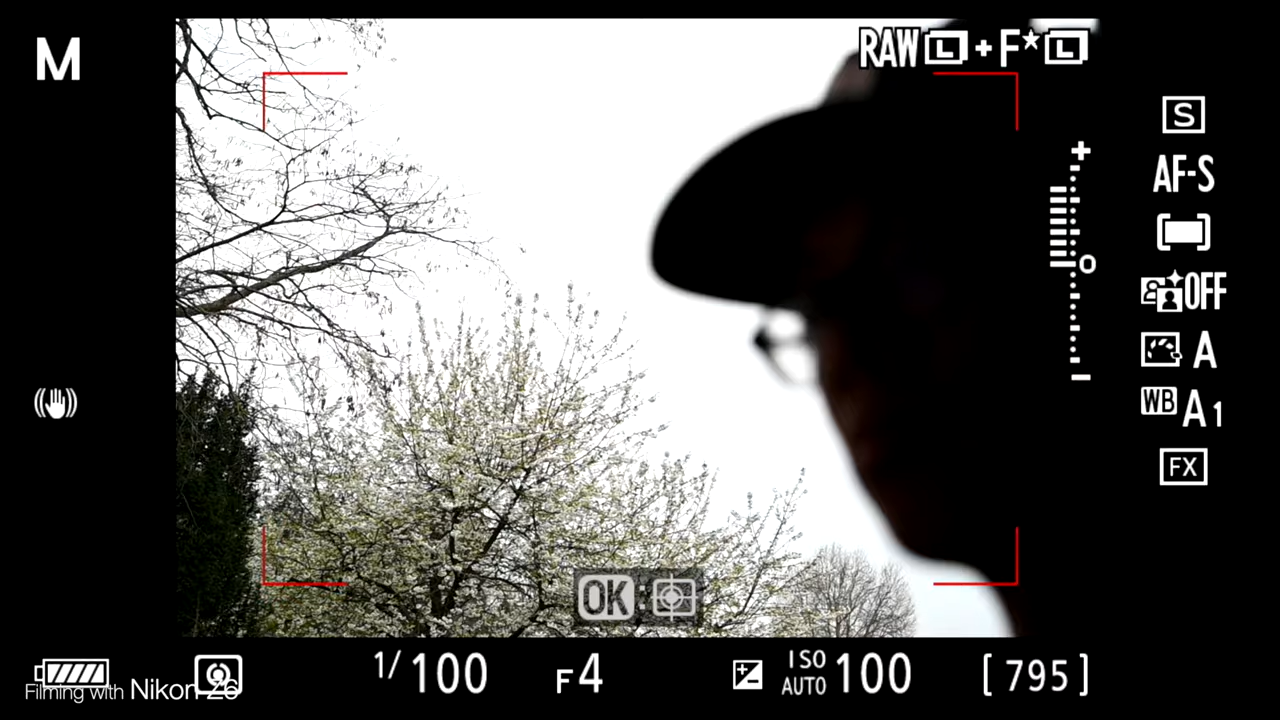 M
RAW L + F★ L
S
AF-S
OFF
A
WB A1
FX
OK :
1/100 F4 ISO AUTO 100 [795]
Filming with Nikon Z6